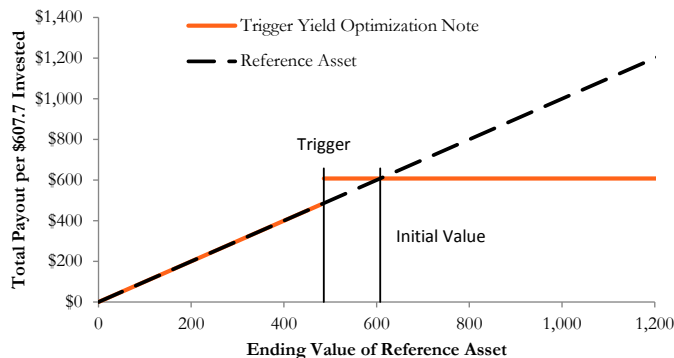 $1,400
$1,200
$1,000
$800
$600
$400
$200
$0
Total Payout per $607.7 Invested
Trigger Yield Optimization Note
Reference Asset
Trigger
Initial Value
0
200
400
600
800
1,000
1,200
Ending Value of Reference Asset